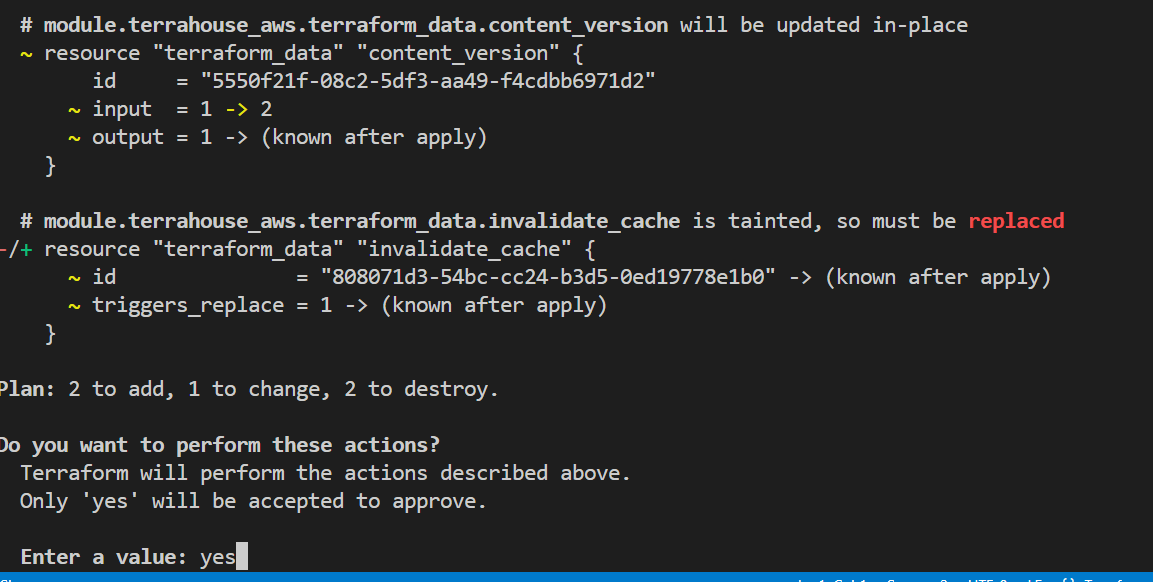 # module.terrahouse_aws.terraform_data.content_version will be updated in-place
~ resource "terraform_data" "content_version" {
id = "5550f21f-08c2-5df3-aa49-f4cdbb6971d2"
~ input = 1 -> 2
~ output = 1 -> (known after apply)
}
# module.terrahouse_aws.terraform_data.invalidate_cache is tainted, so must be replaced
-/+ resource "terraform_data" "invalidate_cache" {
~ id = "808071d3-54bc-cc24-b3d5-0ed19778e1b0" -> (known after apply)
~ triggers_replace = 1 -> (known after apply)
}
Plan: 2 to add, 1 to change, 2 to destroy.
Do you want to perform these actions?
Terraform will perform the actions described above.
Only 'yes' will be accepted to approve.
Enter a value: yes